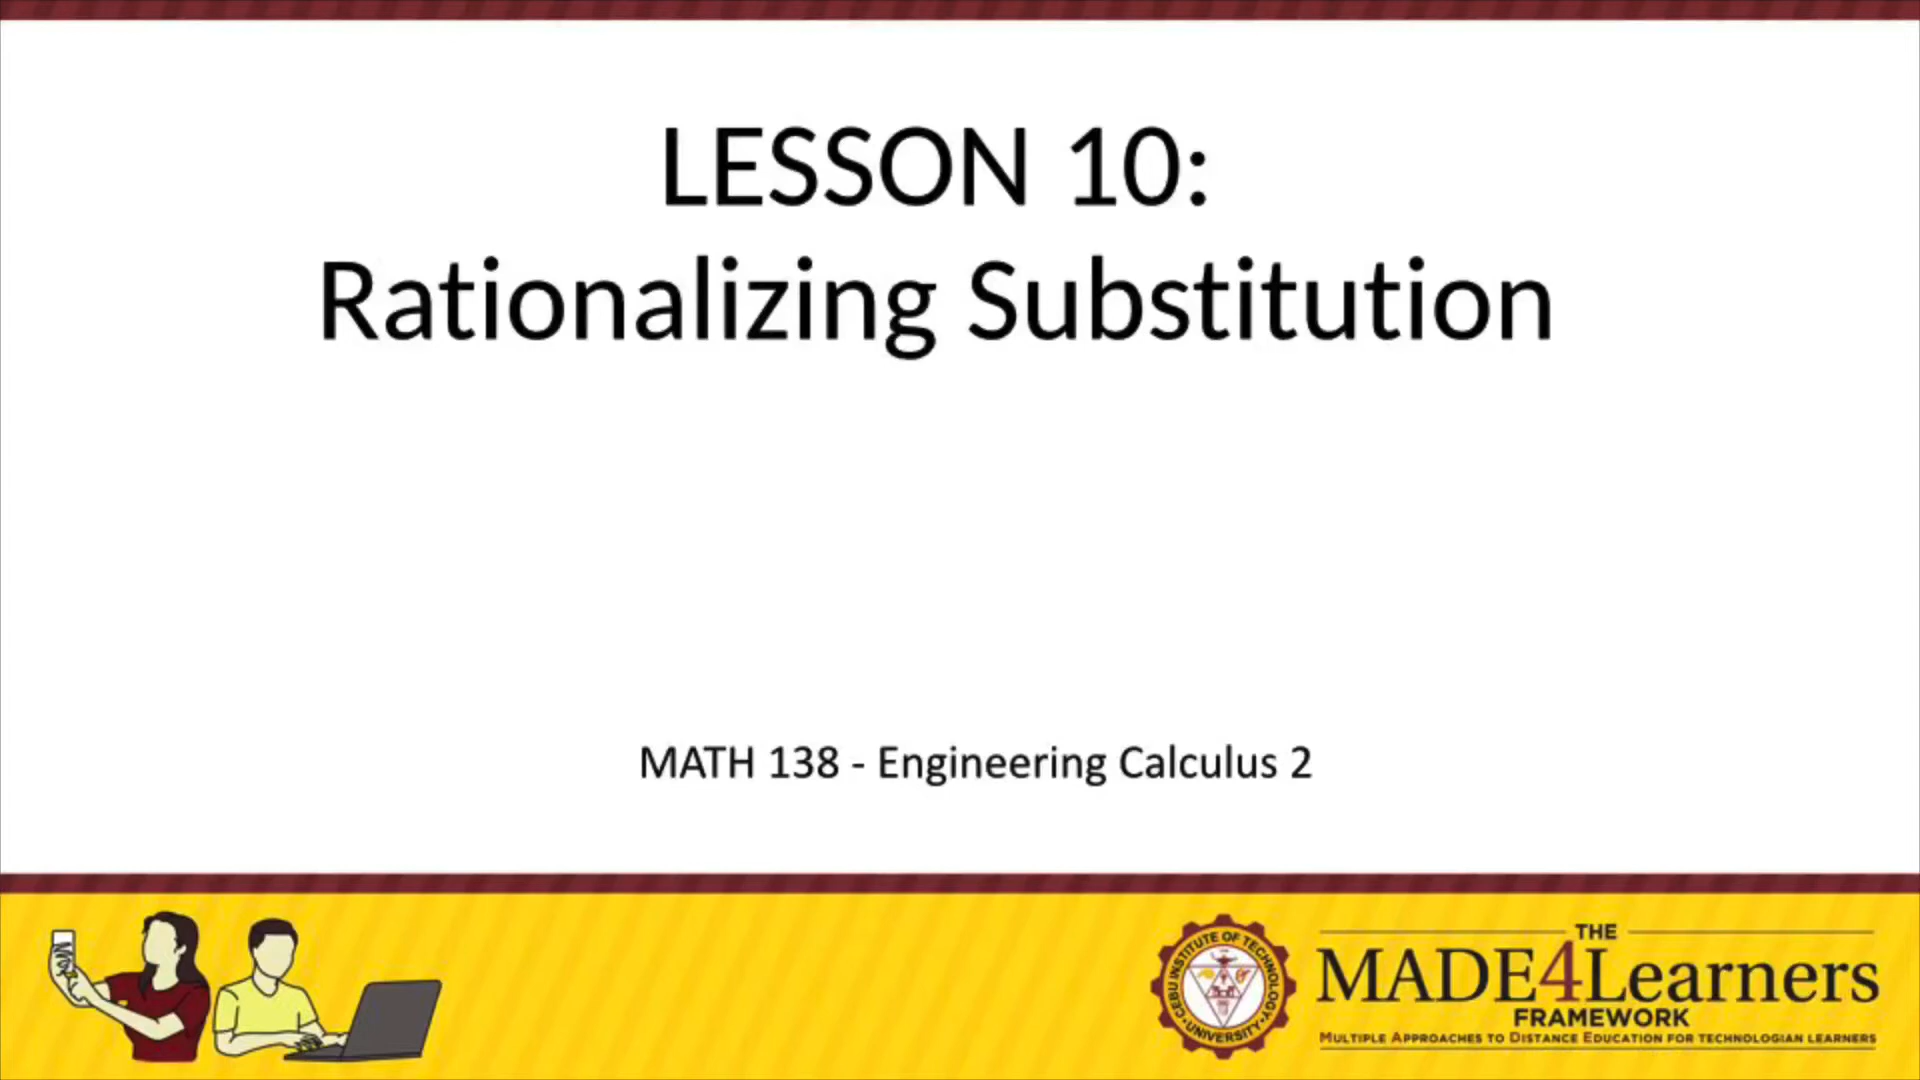 LESSON 10:
Rationalizing Substitution
MATH 138 - Engineering Calculus 2
CEBU INSTITUTE OF TECHNOLOGY
UNIVERSITY
THE
MADE4Learners
FRAMEWORK
MULTIPLE APPROACHES TO DISTANCE EDUCATION FOR TECHNOLOGIAN LEARNERS